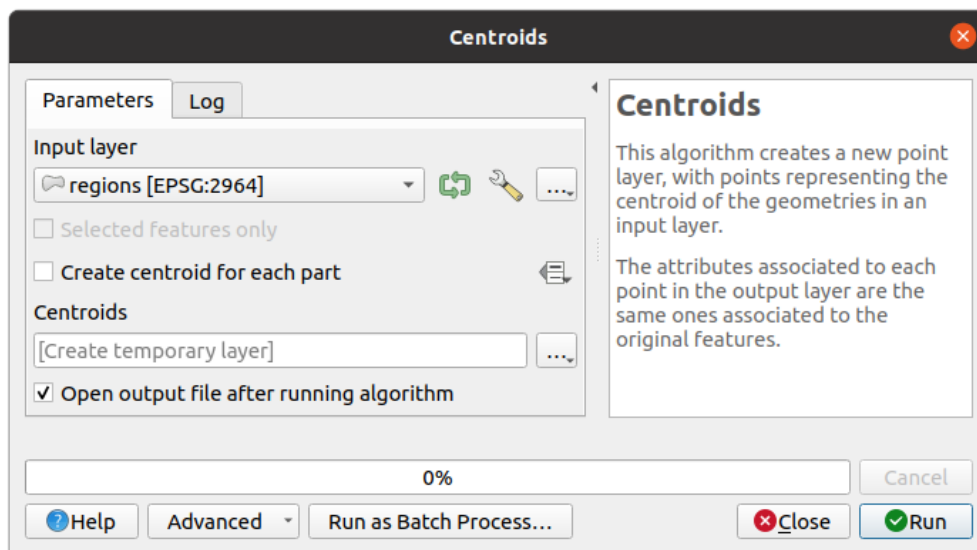 Centroids
Parameters
Log
Input layer
regions [EPSG:2964]
...
Selected features only
Create centroid for each part
Centroids
[Create temporary layer]
...
Open output file after running algorithm
Centroids
This algorithm creates a new point
layer, with points representing the
centroid of the geometries in an
input layer.
The attributes associated to each
point in the output layer are the
same ones associated to the
original features.
0%
Cancel
Help
Advanced
Run as Batch Process...
Close
Run